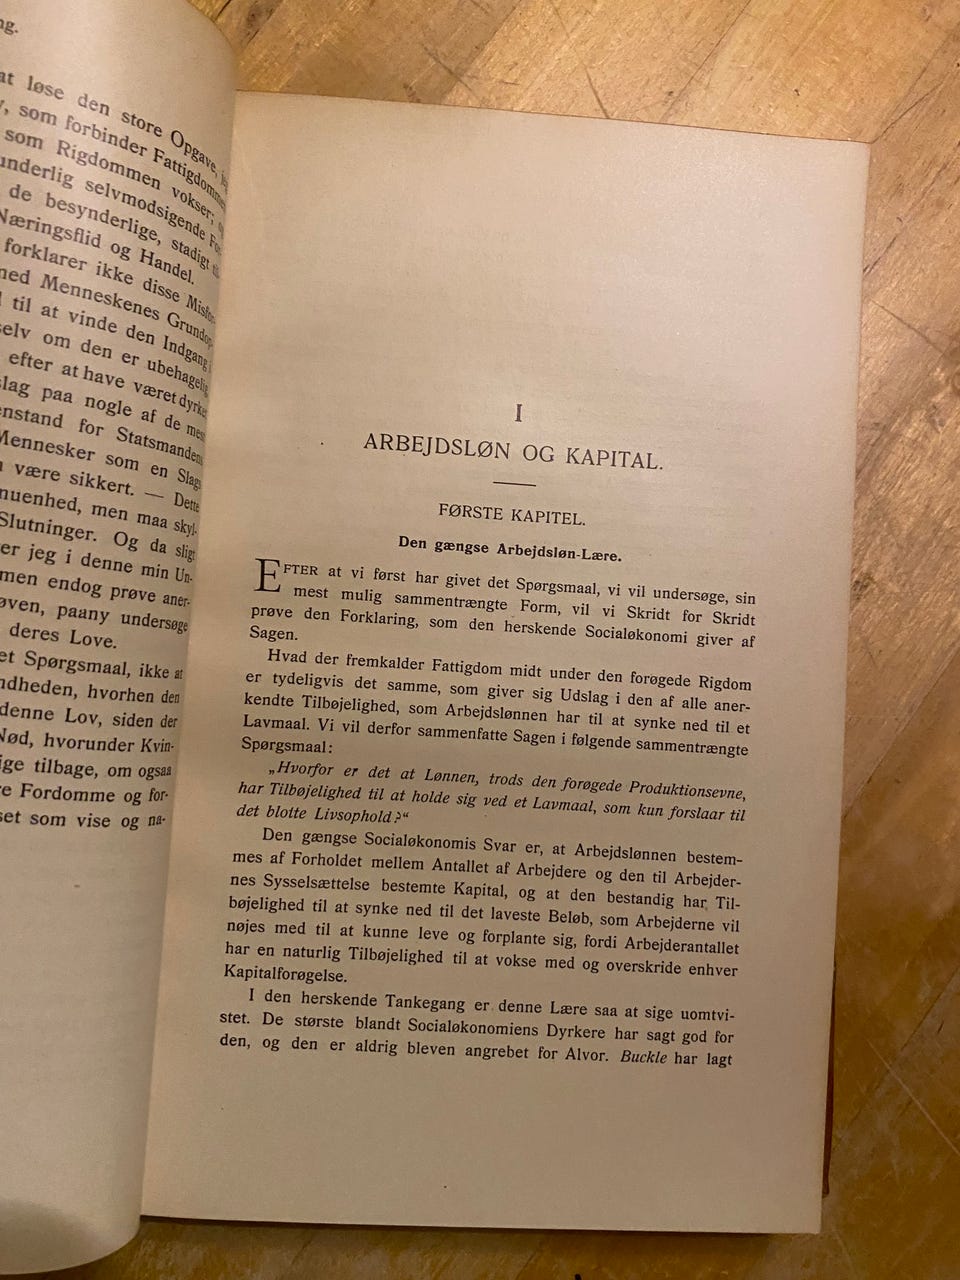 ng.
at løse den store Opgave,
som forbinder Fattigdommen
som Rigdommen vokser;
underlig selvmodsigende
de besynderlige, stadigt
Næringsflid og Handel.
forklarer ikke disse
med Menneskenes
til at vinde den Indgang i
selv om den er ubehagelig
efter at have været dyrket
slag paa nogle af de mest
enstand for Statsmandens
Mennesker som en Slags
være sikkert. — Dette
nuenhed, men maa skyl-
Slutninger. Og da sligt
er jeg i denne min Un-
men endog prøve aner-
øven, paany undersøge
deres Love.
et Spørgsmaal, ikke at
ndheden, hvorhen den
denne Lov, siden der
Nød, hvorunder Kvin-
ige tilbage, om ogsaa
re Fordomme og for-
set som vise og na-
I
ARBEJDSLØN OG KAPITAL.
FØRSTE KAPITEL.
Den gængse Arbejdsløn-Lære.
EFTER at vi først har givet det Spørgsmaal, vi vil undersøge, sin
mest mulig sammentrængte Form, vil vi Skridt for Skridt
prøve den Forklaring, som den herskende Socialøkonomi giver af
Sagen.
Hvad der fremkalder Fattigdom midt under den forøgede Rigdom
er tydeligvis det samme, som giver sig Udslag i den af alle aner-
kendte Tilbøjelighed, som Arbejdslønnen har til at synke ned til et
Lavmaal. Vi vil derfor sammenfatte Sagen i følgende sammentrængte
Spørgsmaal:
„Hvorfor er det at Lønnen, trods den forøgede Produktionsevne,
har Tilbøjelighed til at holde sig ved et Lavmaal, som kun forslaar til
det blotte Livsophold?“
Den gængse Socialøkonomis Svar er, at Arbejdslønnen bestem-
mes af Forholdet mellem Antallet af Arbejdere og den til Arbejder-
nes Sysselsættelse bestemte Kapital, og at den bestandig har Til-
bøjelighed til at synke ned til det laveste Beløb, som Arbejderne vil
nøjes med til at kunne leve og forplante sig, fordi Arbejderantallet
har en naturlig Tilbøjelighed til at vokse med og overskride enhver
Kapitalforøgelse.
I den herskende Tankegang er denne Lære saa at sige uomtvi-
stet. De største blandt Socialøkonomiens Dyrkere har sagt god for
den, og den er aldrig bleven angrebet for Alvor. Buckle har lagt